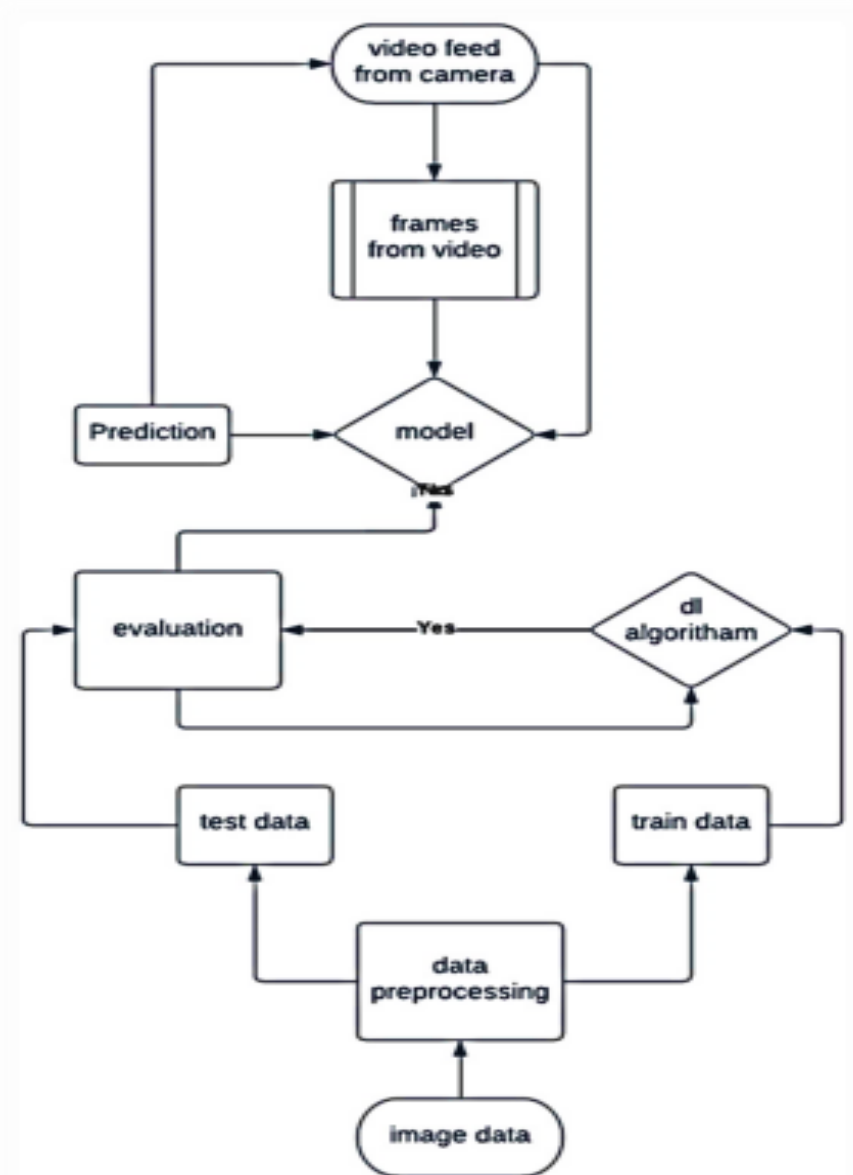 video feed
from camera
frames
from video
Prediction
model
evaluation
Yes
dl
algoritham
test data
train data
data
preprocessing
image data